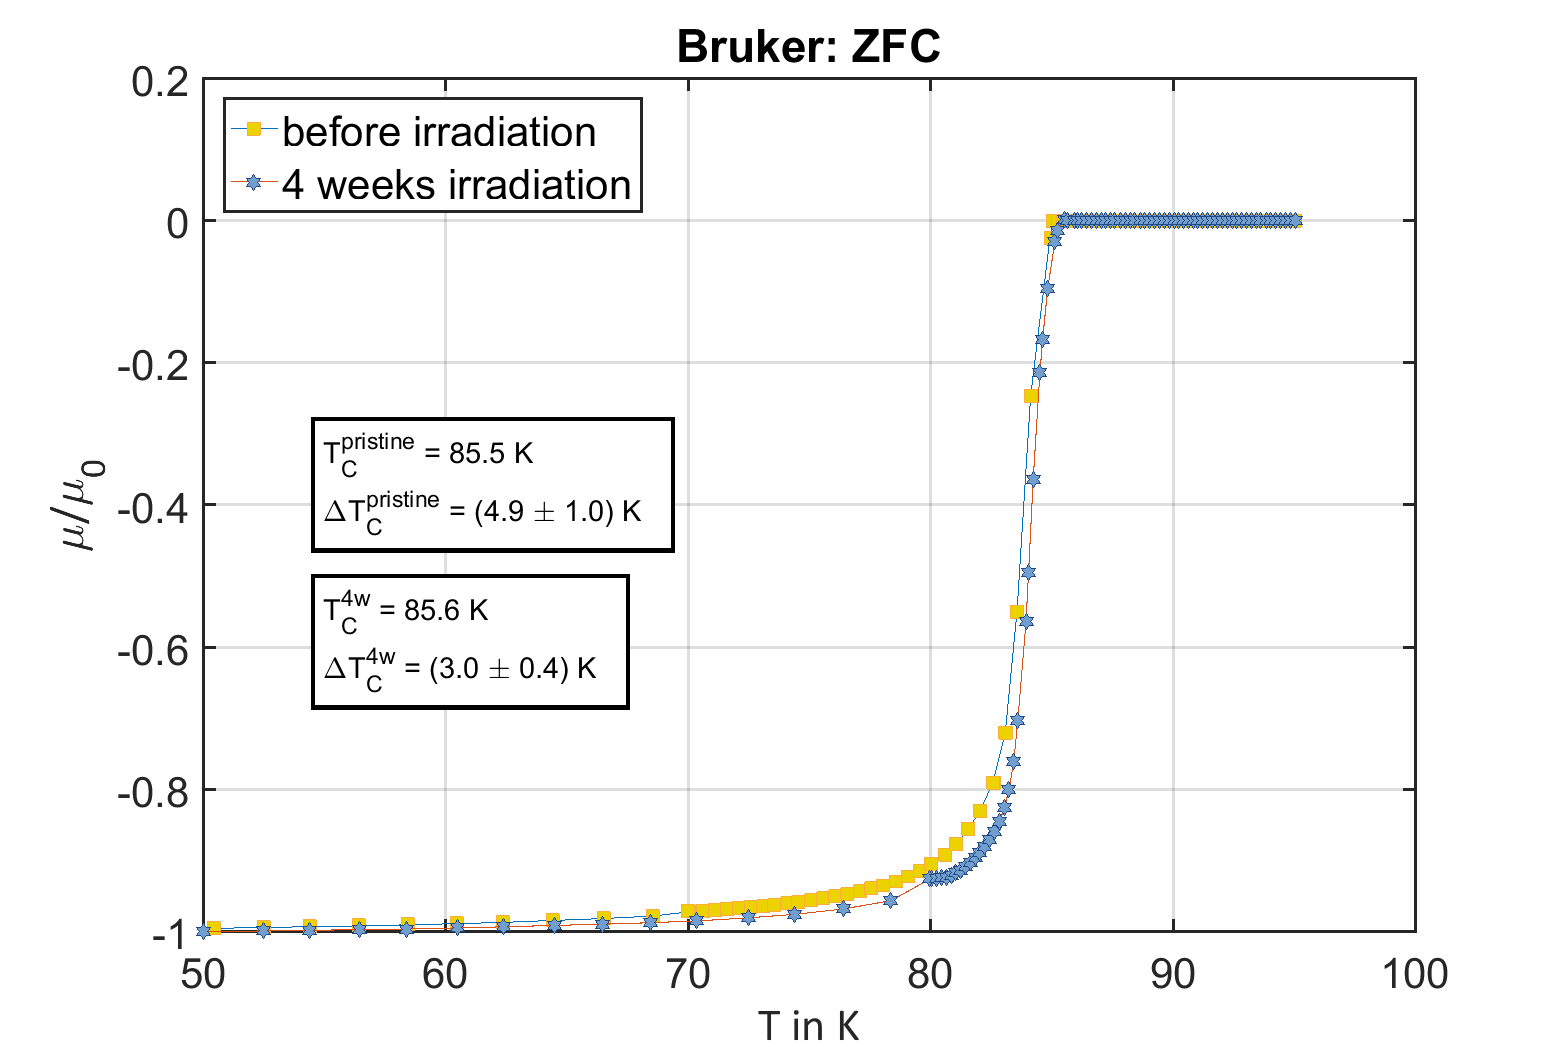 Bruker: ZFC
0.2
before irradiation
4 weeks irradiation
0
-0.2
T_C^pristine = 85.5 K
ΔT_C^pristine = (4.9 ± 1.0) K
μ/μ₀
-0.4
T_C^4w = 85.6 K
ΔT_C^4w = (3.0 ± 0.4) K
-0.6
-0.8
-1
50 60 70 80 90 100
T in K